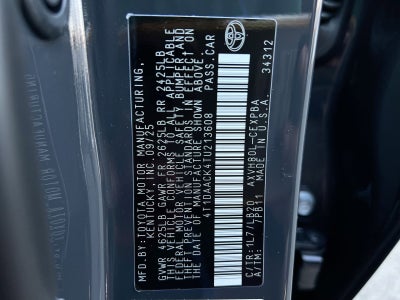 MFD.BY:TOYOTA MOTOR MANUFACTURING,
KENTUCKY, INC. 09/25
GVWR 4625LB GAWR FR 2625LB RR 2425LB
THIS VEHICLE CONFORMS TO ALL APPLICABLE
FEDERAL MOTOR VEHICLE SAFETY, BUMPER, AND
THEFT PREVENTION STANDARDS IN EFFECT ON
THE DATE OF MANUFACTURE SHOWN ABOVE.
4T1DAACK4TU213608 PASS.CAR
C/TR:1L7/LB20 AXVH80L-CEXPBA
A/TM: 7PB11 MADE IN U.S.A.
34312